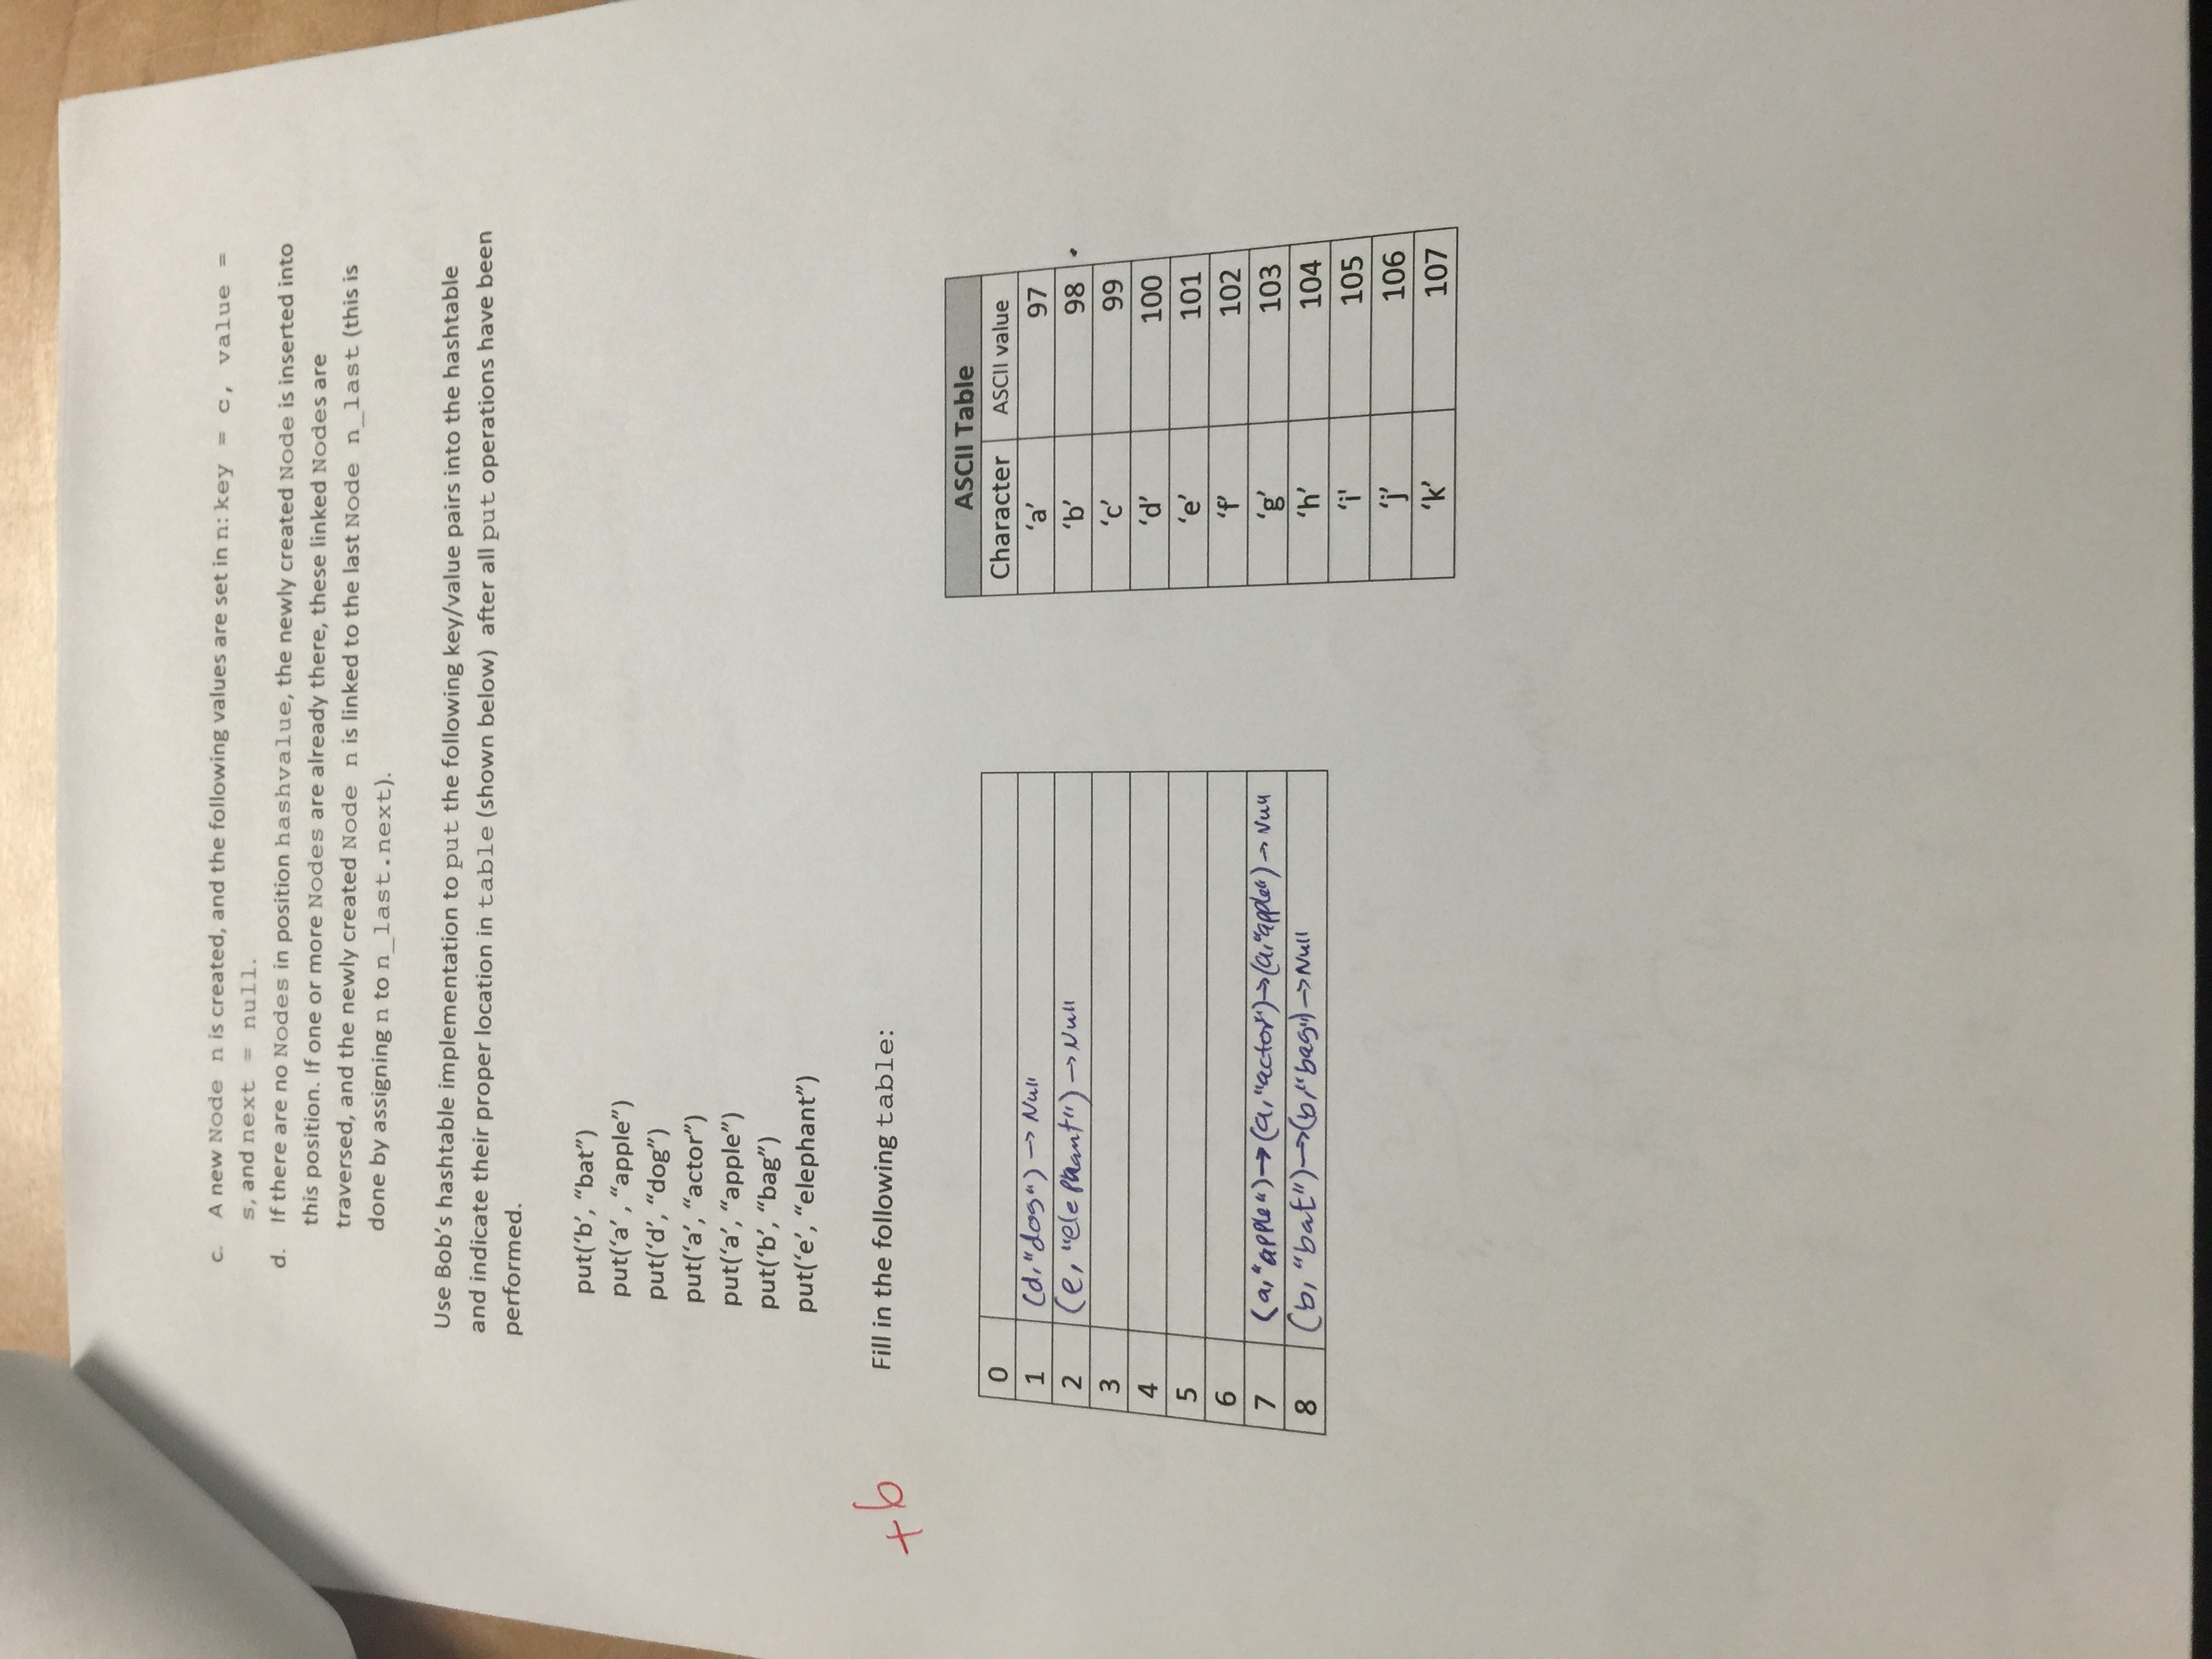 c. A new Node n is created, and the following values are set in n: key = c, value =
s, and next = null.
d. If there are no Nodes in position hashvalue, the newly created Node is inserted into
this position. If one or more Nodes are already there, these linked Nodes are
traversed, and the newly created Node n is linked to the last Node n_last (this is
done by assigning n to n_last.next).
Use Bob's hashtable implementation to put the following key/value pairs into the hashtable
and indicate their proper location in table (shown below) after all put operations have been
performed.
put(‘b’, “bat”)
put(‘a’ , “apple”)
put(‘d’, “dog”)
put(‘a’, “actor”)
put(‘a’, “apple”)
put(‘b’, “bag”)
put(‘e’, “elephant”)
+6
Fill in the following table:
0
1 (d,"dog") → Null
2 (e, "elephant") → Null
3
4
5
6
7 (a,"apple") → (a,"actor") → (a,"apple") → Null
8 (b, "bat") → (b,"bag") → Null
ASCII Table
Character ASCII value
‘a’ 97
‘b’ 98
‘c’ 99
‘d’ 100
‘e’ 101
‘f’ 102
‘g’ 103
‘h’ 104
‘i' 105
‘j’ 106
‘k’ 107